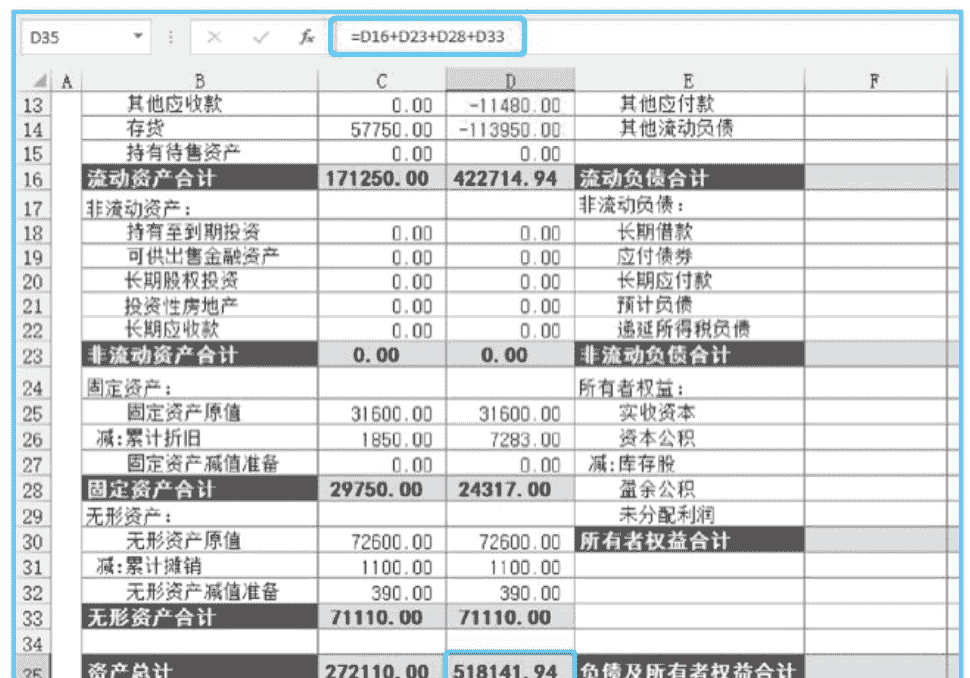 D35 fx =D16+D23+D28+D33
A B C D E F
13 其他应收款 0.00 -11480.00 其他应付款
14 存货 57750.00 -113950.00 其他流动负债
15 持有待售资产 0.00 0.00
16 流动资产合计 171250.00 422714.94 流动负债合计
17 非流动资产: 非流动负债:
18 持有至到期投资 0.00 0.00 长期借款
19 可供出售金融资产 0.00 0.00 应付债券
20 长期股权投资 0.00 0.00 长期应付款
21 投资性房地产 0.00 0.00 预计负债
22 长期应收款 0.00 0.00 递延所得税负债
23 非流动资产合计 0.00 0.00 非流动负债合计
24 固定资产: 所有者权益:
25 固定资产原值 31600.00 31600.00 实收资本
26 减:累计折旧 1850.00 7283.00 资本公积
27 固定资产减值准备 0.00 0.00 减:库存股
28 固定资产合计 29750.00 24317.00 盈余公积
29 无形资产: 未分配利润
30 无形资产原值 72600.00 72600.00 所有者权益合计
31 减:累计摊销 1100.00 1100.00
32 无形资产减值准备 390.00 390.00
33 无形资产合计 71110.00 71110.00
34
35 资产总计 272110.00 518141.94 负债及所有者权益合计